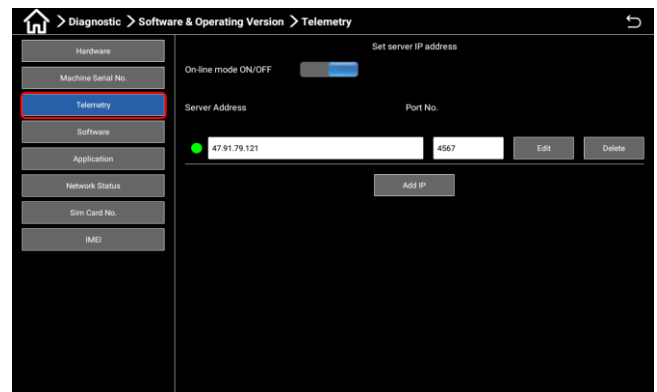 > Diagnostic > Software & Operating Version > Telemetry
Hardware
Machine Serial No.
Telemetry
Software
Application
Network Status
Sim Card No.
IMEI
Set server IP address
On-line mode ON/OFF
Server Address Port No.
47.91.79.121 4567 Edit Delete
Add IP